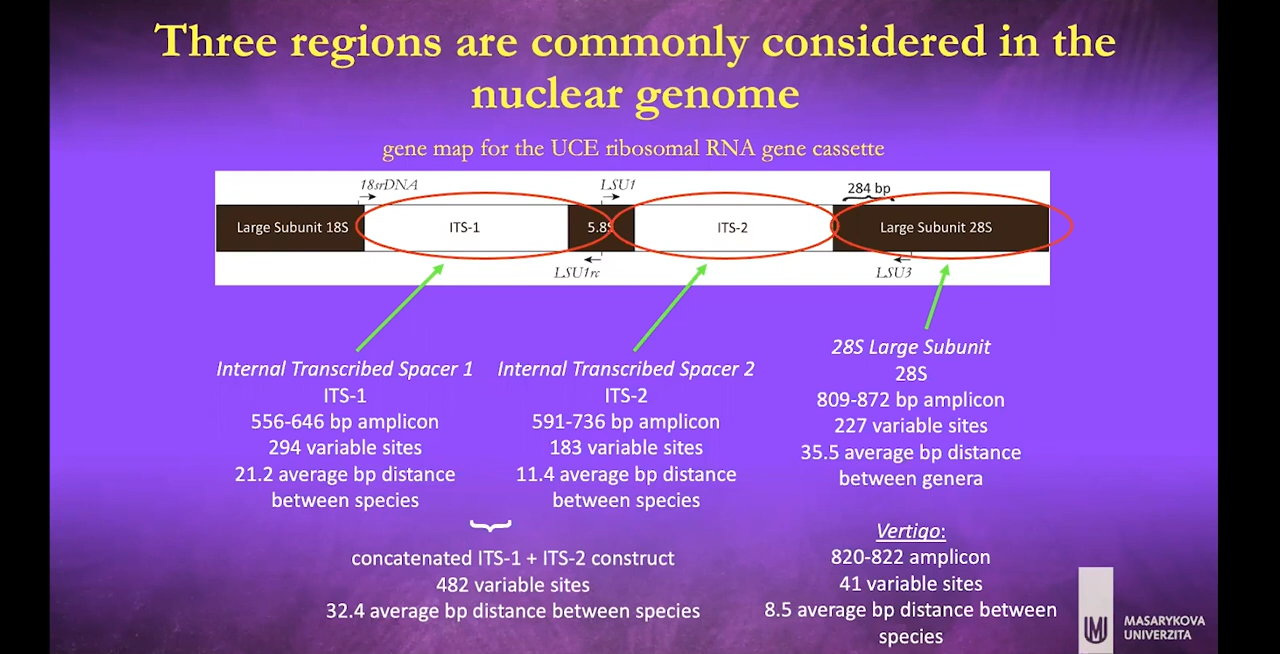 Three regions are commonly considered in the
nuclear genome
gene map for the UCE ribosomal RNA gene cassette
18srDNA
LSU1
284 bp
Large Subunit 18S
ITS-1
5.8S
ITS-2
Large Subunit 28S
LSU1rc
LSU3
Internal Transcribed Spacer 1
ITS-1
556-646 bp amplicon
294 variable sites
21.2 average bp distance
between species
Internal Transcribed Spacer 2
ITS-2
591-736 bp amplicon
183 variable sites
11.4 average bp distance
between species
28S Large Subunit
28S
809-872 bp amplicon
227 variable sites
35.5 average bp distance
between genera
concatenated ITS-1 + ITS-2 construct
482 variable sites
32.4 average bp distance between species
Vertigo:
820-822 amplicon
41 variable sites
8.5 average bp distance between
species
MASARYKOVA
UNIVERZITA